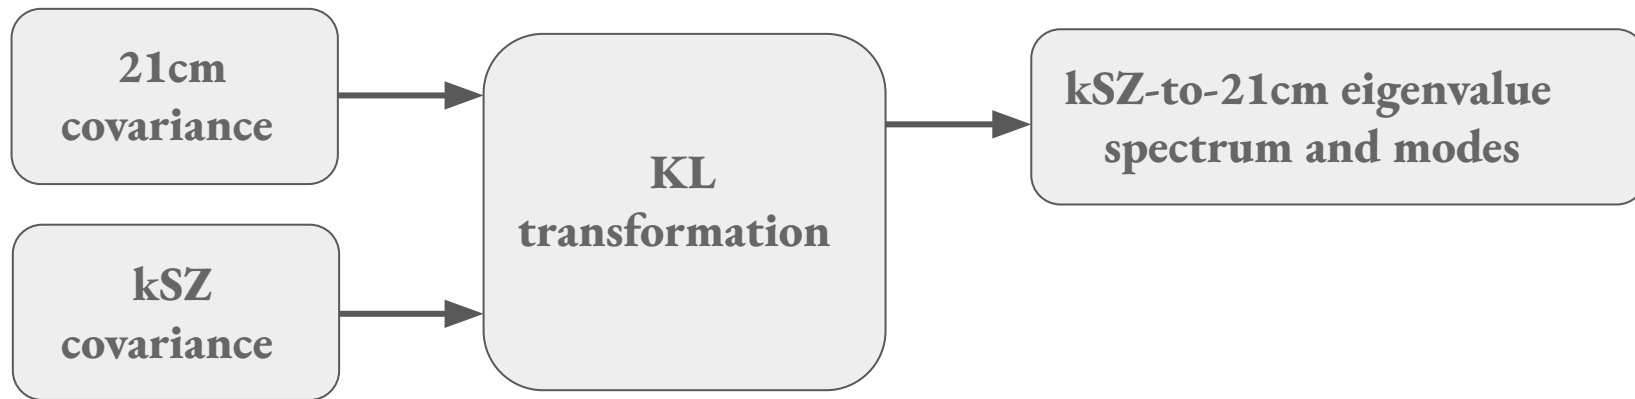 21cm
covariance
kSZ
covariance
KL
transformation
kSZ-to-21cm eigenvalue
spectrum and modes